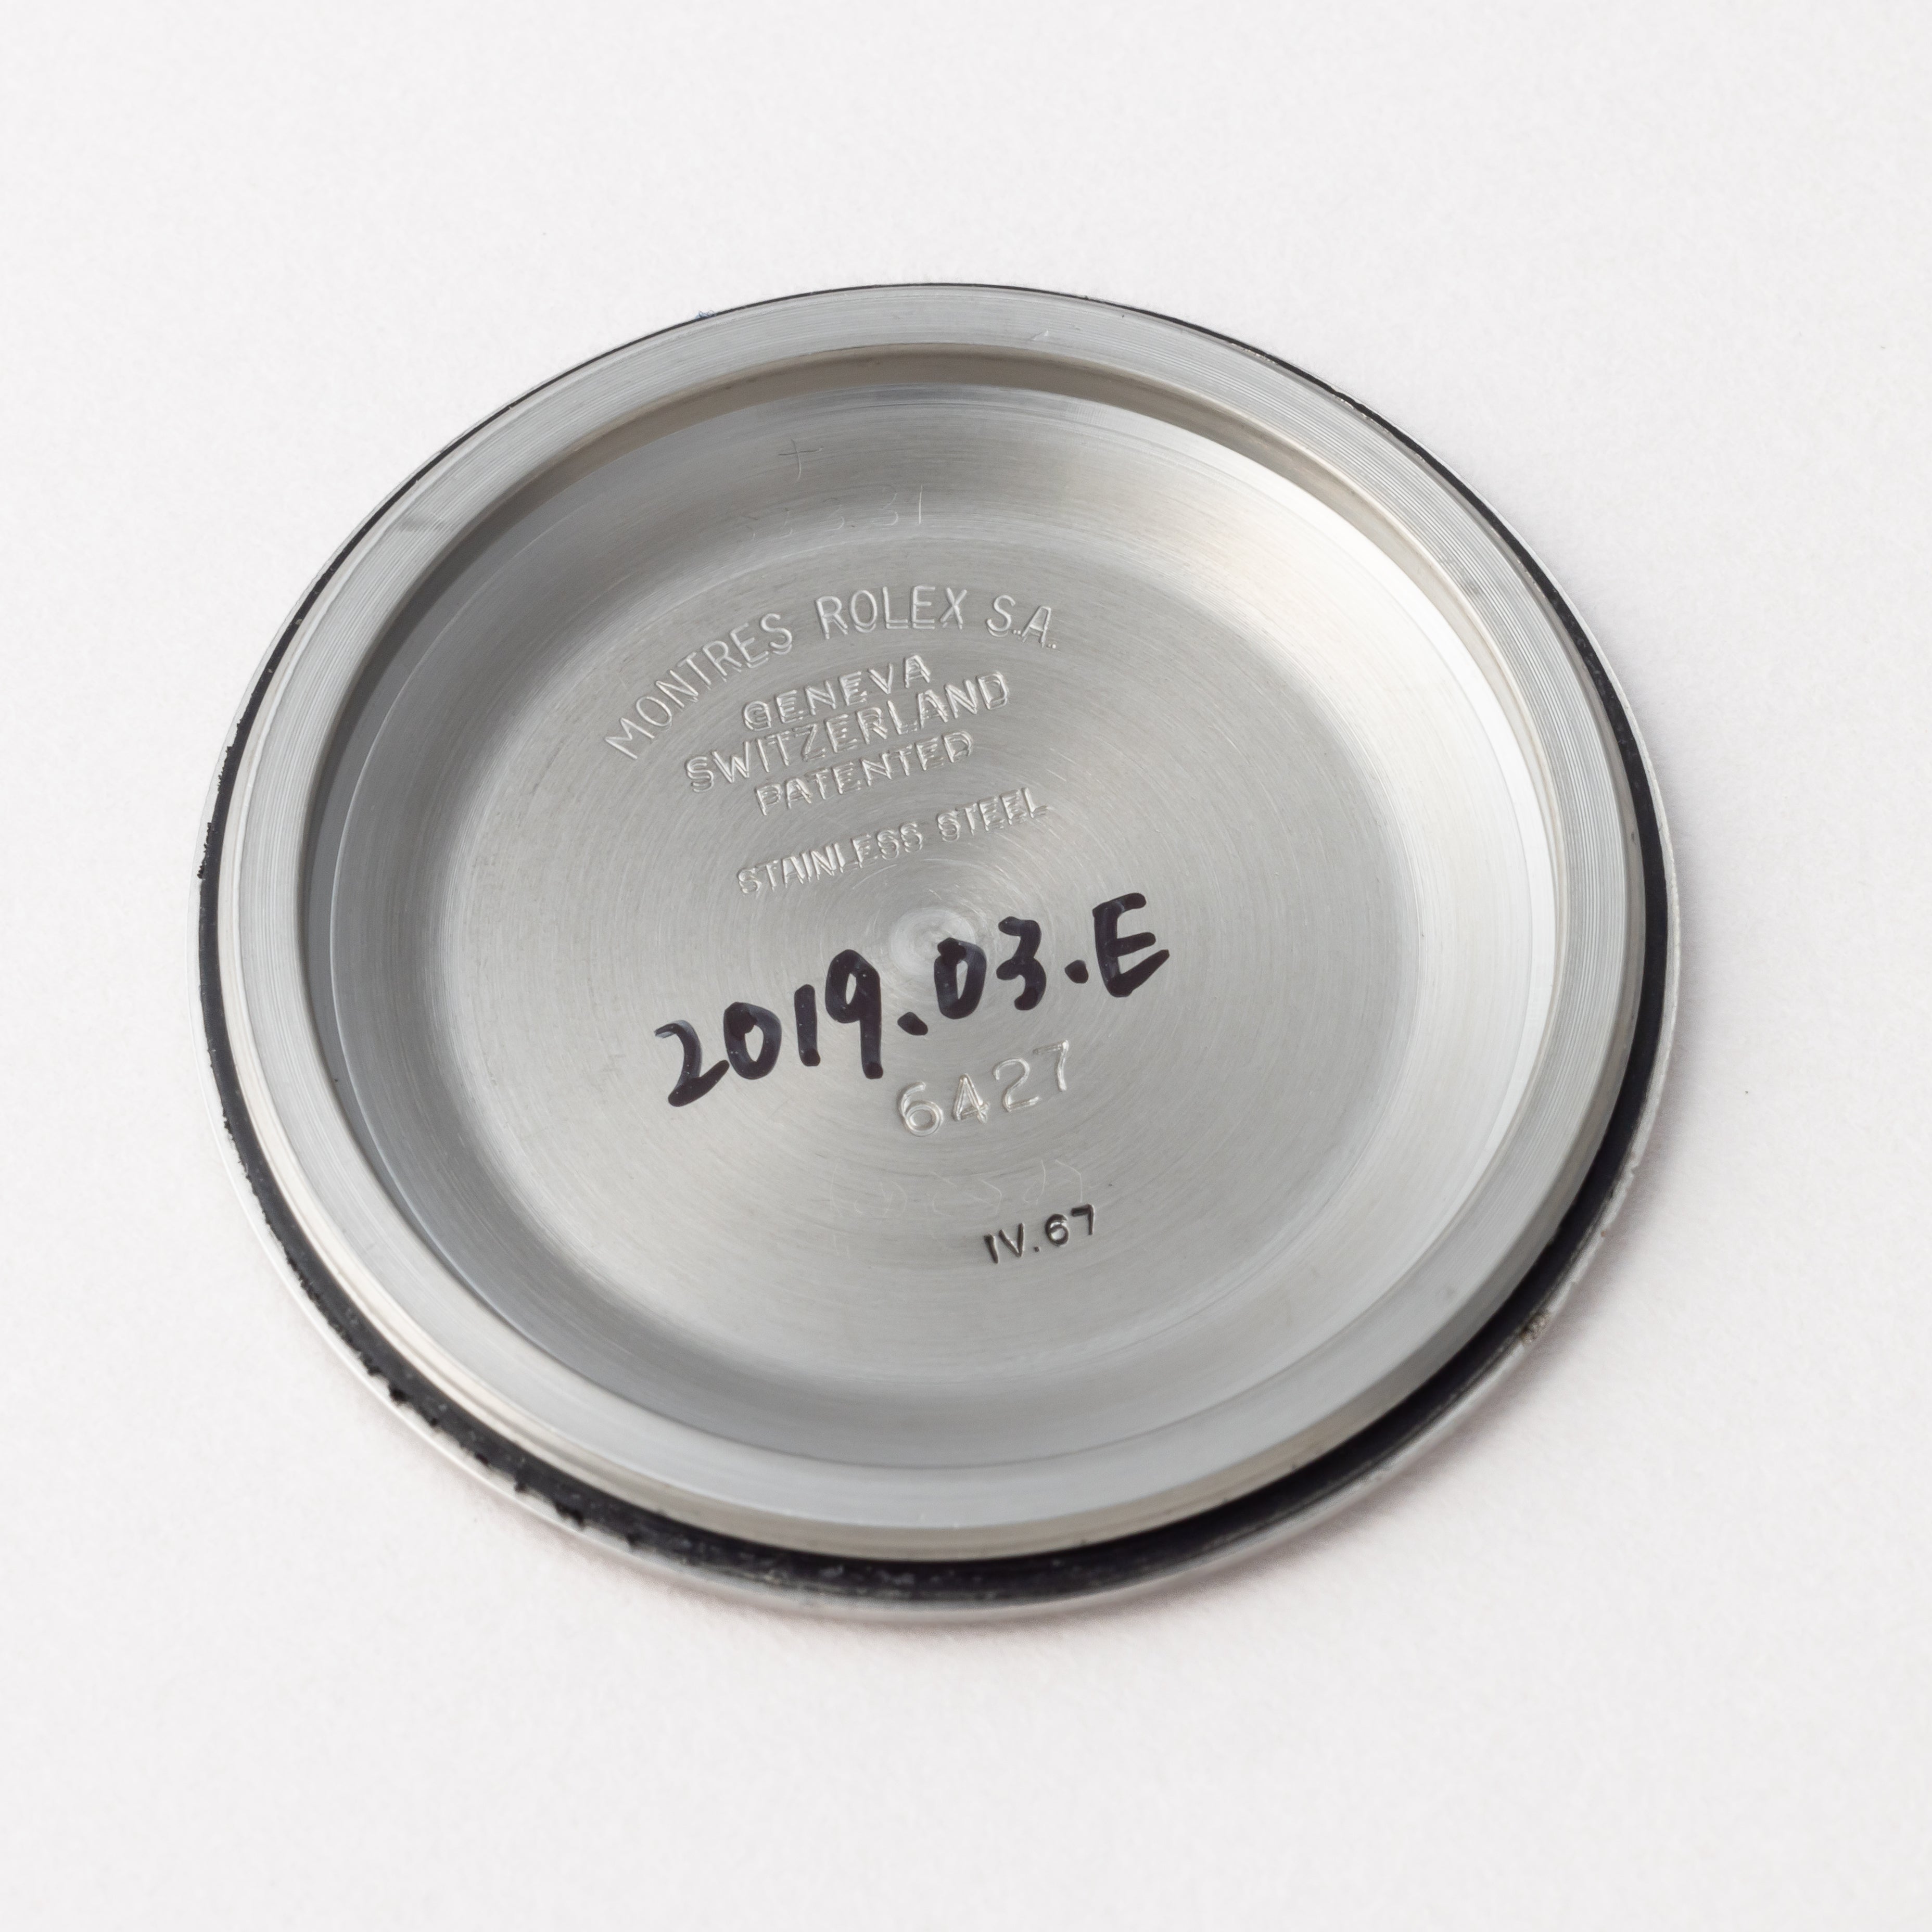 MONTRES ROLEX S.A.
GENEVA
SWITZERLAND
PATENTED
STAINLESS STEEL
2019.03.E
6427
IV.67